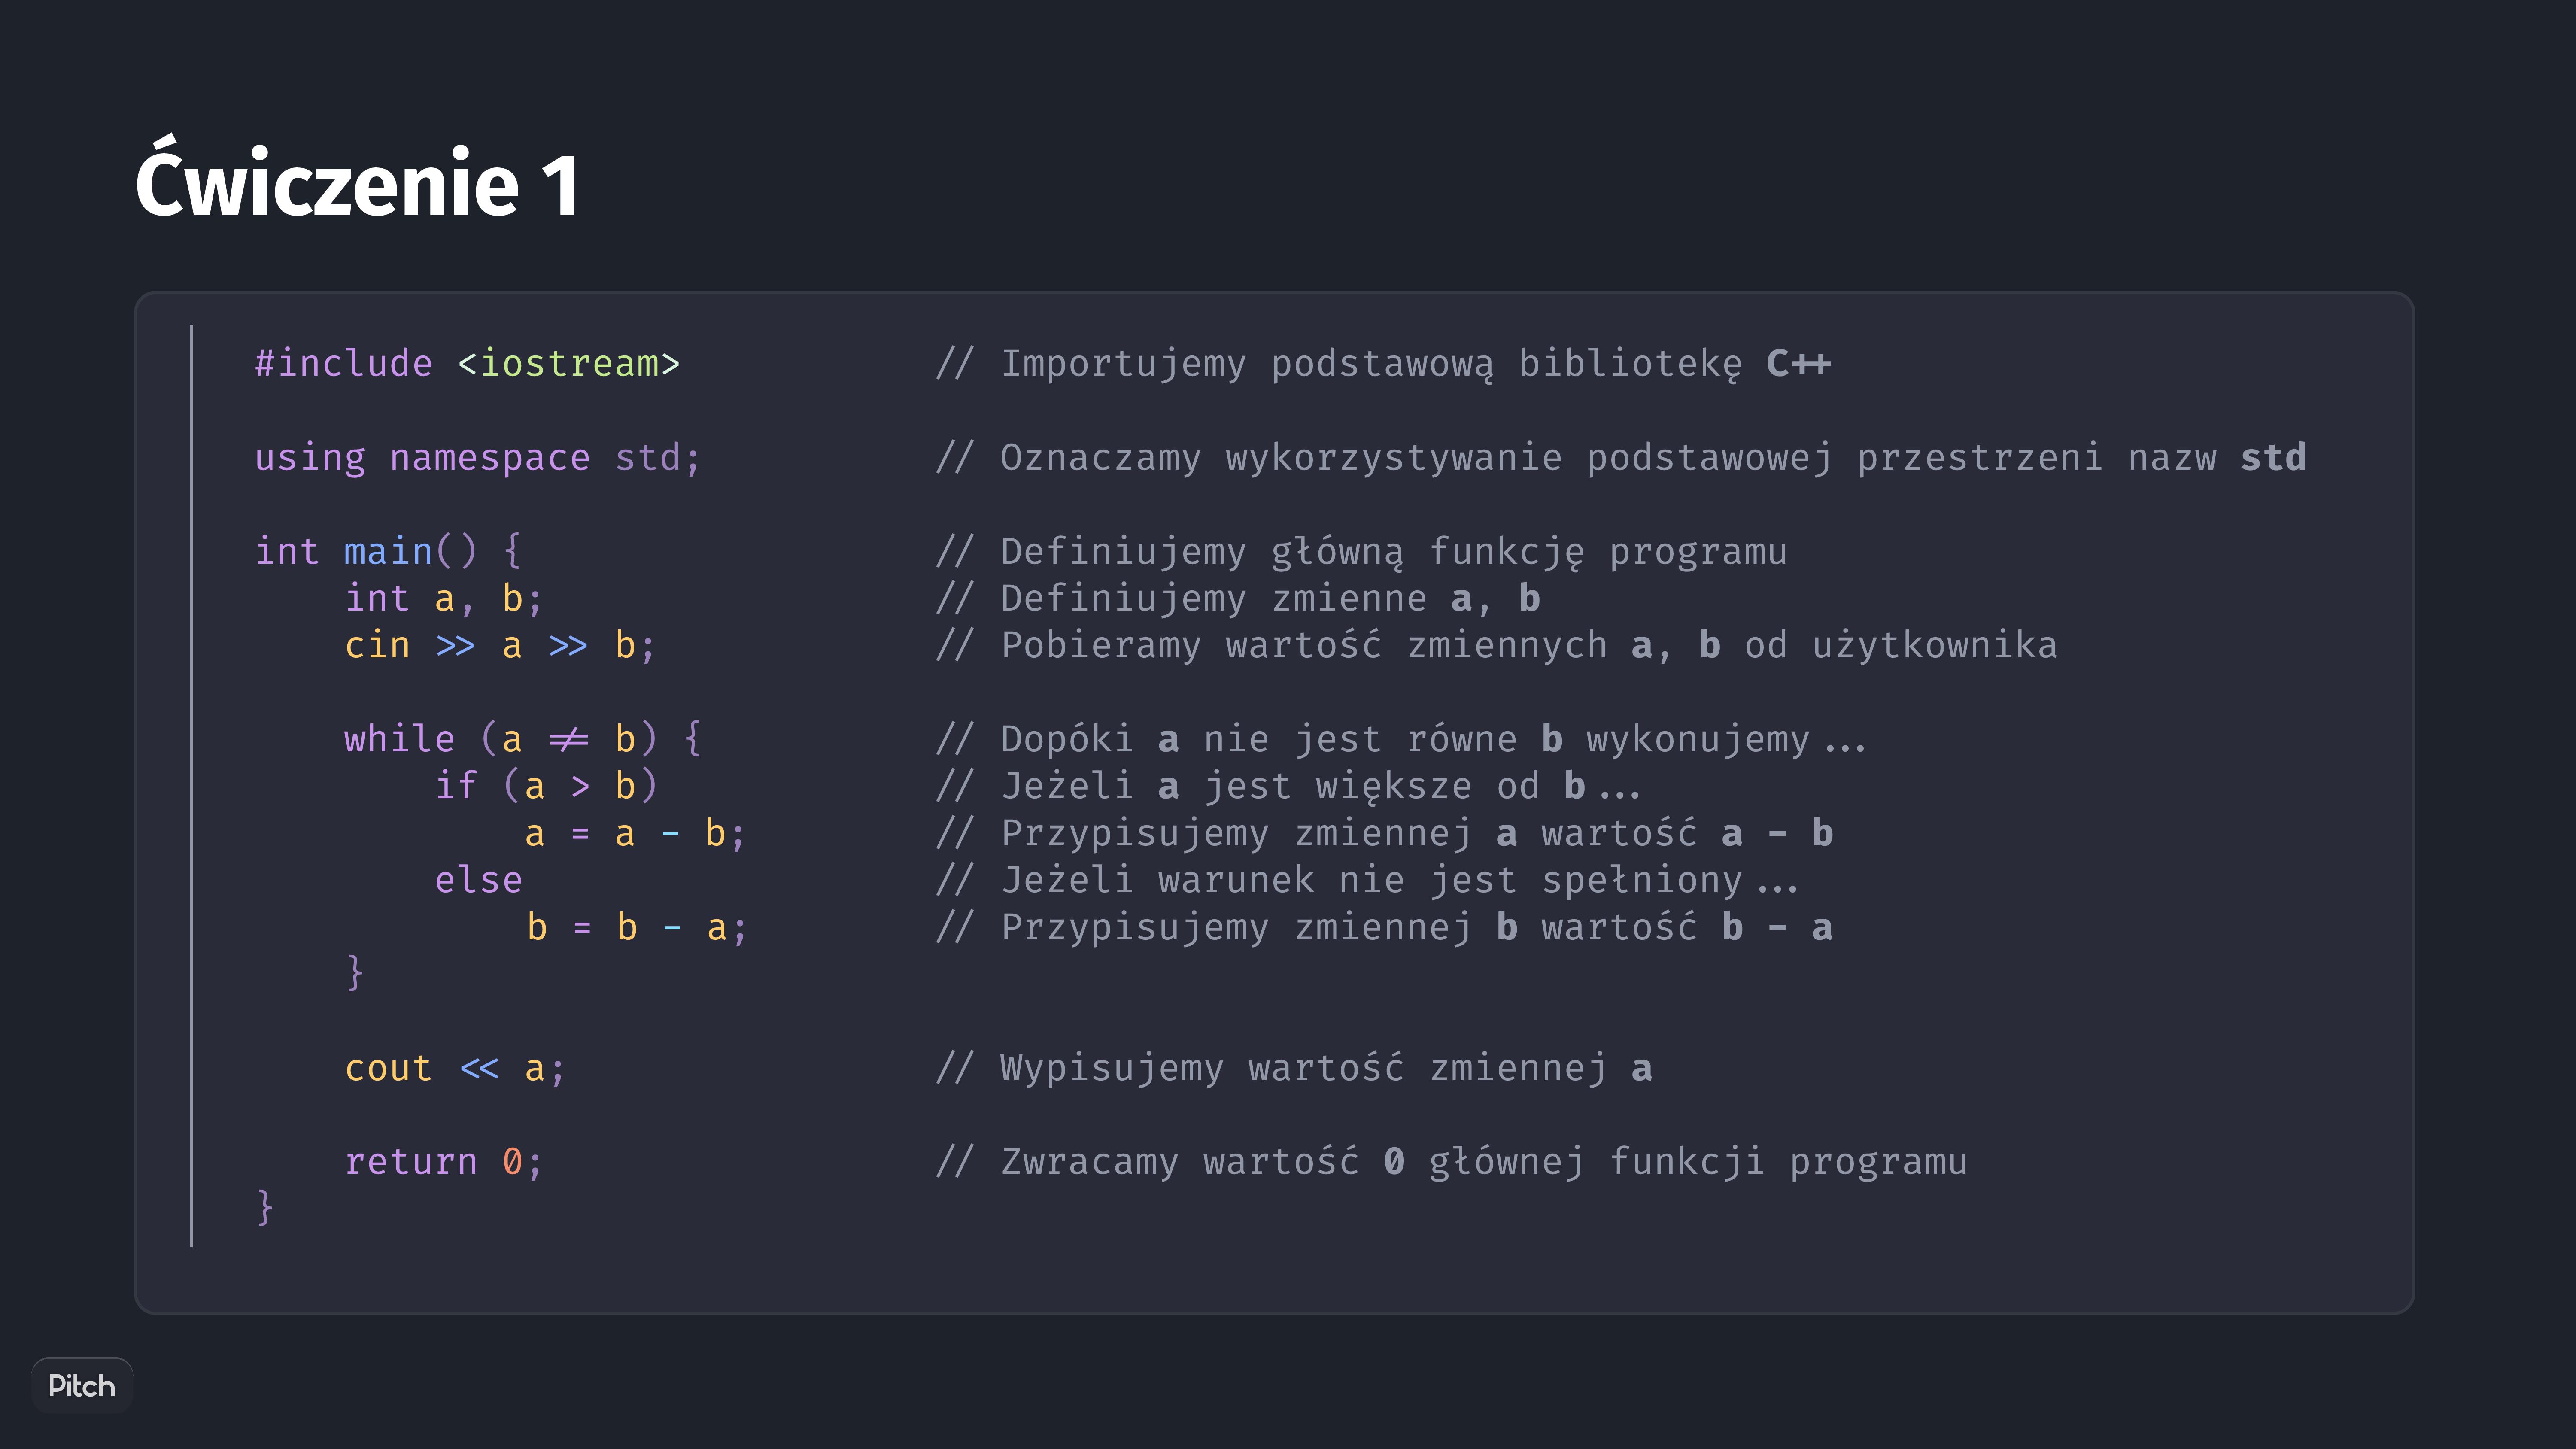 Ćwiczenie 1
#include <iostream> // Importujemy podstawową bibliotekę C++
using namespace std; // Oznaczamy wykorzystywanie podstawowej przestrzeni nazw std
int main() { // Definiujemy główną funkcję programu
int a, b; // Definiujemy zmienne a, b
cin >> a >> b; // Pobieramy wartość zmiennych a, b od użytkownika
while (a != b) { // Dopóki a nie jest równe b wykonujemy...
if (a > b) // Jeżeli a jest większe od b...
a = a - b; // Przypisujemy zmiennej a wartość a - b
else // Jeżeli warunek nie jest spełniony...
b = b - a; // Przypisujemy zmiennej b wartość b - a
}
cout << a; // Wypisujemy wartość zmiennej a
return 0; // Zwracamy wartość 0 głównej funkcji programu
}
Pitch